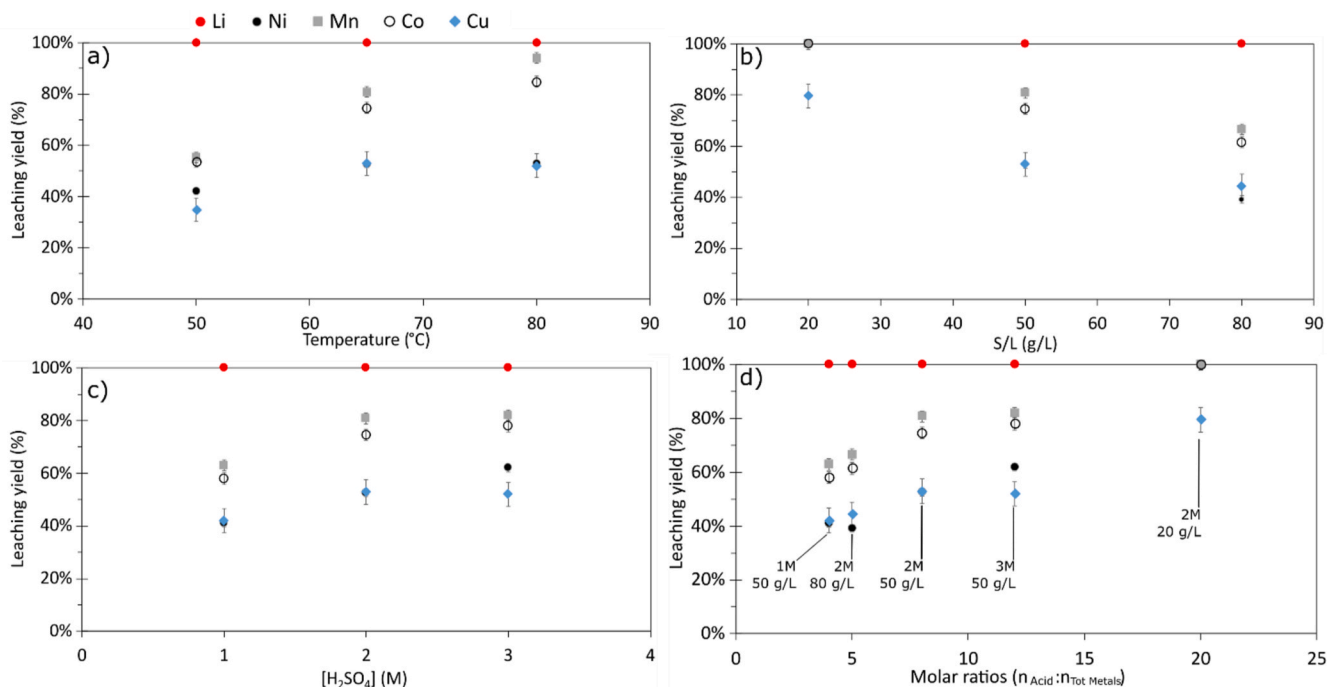 Li Ni Mn Co Cu
a)
Leaching yield (%)
100%
80%
60%
40%
20%
0%
40 50 60 70 80 90
Temperature (°C)
b)
Leaching yield (%)
100%
80%
60%
40%
20%
0%
10 20 30 40 50 60 70 80 90
S/L (g/L)
c)
Leaching yield (%)
100%
80%
60%
40%
20%
0%
0 1 2 3 4
[H₂SO₄] (M)
d)
Leaching yield (%)
100%
80%
60%
40%
20%
0%
1M
50 g/L
2M
80 g/L
2M
50 g/L
3M
50 g/L
2M
20 g/L
0 5 10 15 20 25
Molar ratios (n Acid:n Tot Metals)